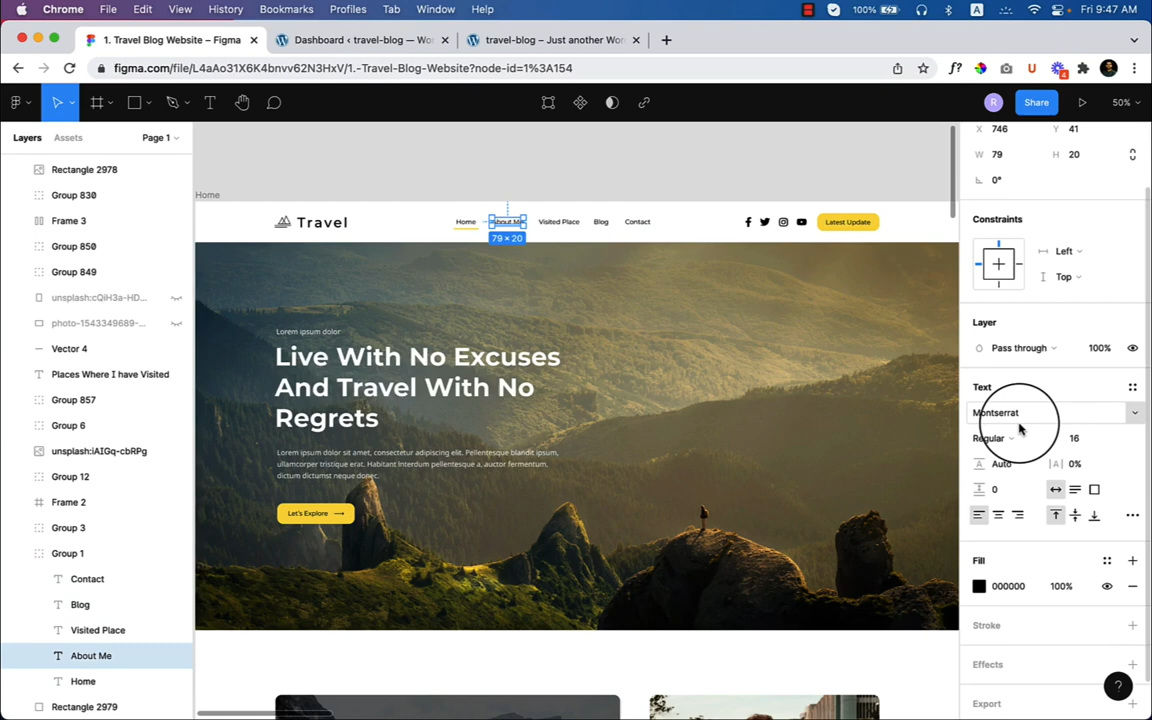 Chrome File Edit View History Bookmarks Profiles Tab Window Help 100% A Fri 9:47 AM
1. Travel Blog Website – Figma Dashboard ‹ travel-blog — Wo travel-blog – Just another Wor
figma.com/file/L4aAo31X6K4bnvv62N3HxV/1.-Travel-Blog-Website?node-id=1%3A154 f? U 4
R Share 50%
Layers Assets Page 1
X 746 Y 41
W 79 H 20
0°
Rectangle 2978
Group 830
Frame 3
Group 850
Group 849
unsplash:cQiH3a-HD...
photo-1543349689-...
Vector 4
Places Where I have Visited
Group 857
Group 6
unsplash:iAIGq-cbRPg
Group 12
Frame 2
Group 3
Group 1
Contact
Blog
Visited Place
About Me
Home
Rectangle 2979
Home
Travel Home About Me Visited Place Blog Contact Latest Update
79 × 20
Lorem ipsum dolor
Live With No Excuses
And Travel With No
Regrets
Lorem ipsum dolor sit amet, consectetur adipiscing elit. Pellentesque blandit ipsum,
ullamcorper tristique erat. Habitant Interdum pellentesque a, auctor fermentum,
dictum dictumst neque donec.
Let's Explore
Constraints
Left
Top
Layer
Pass through 100%
Text
Montserrat
Regular 16
Auto 0%
0
Fill
000000 100%
Stroke
Effects
Export
?